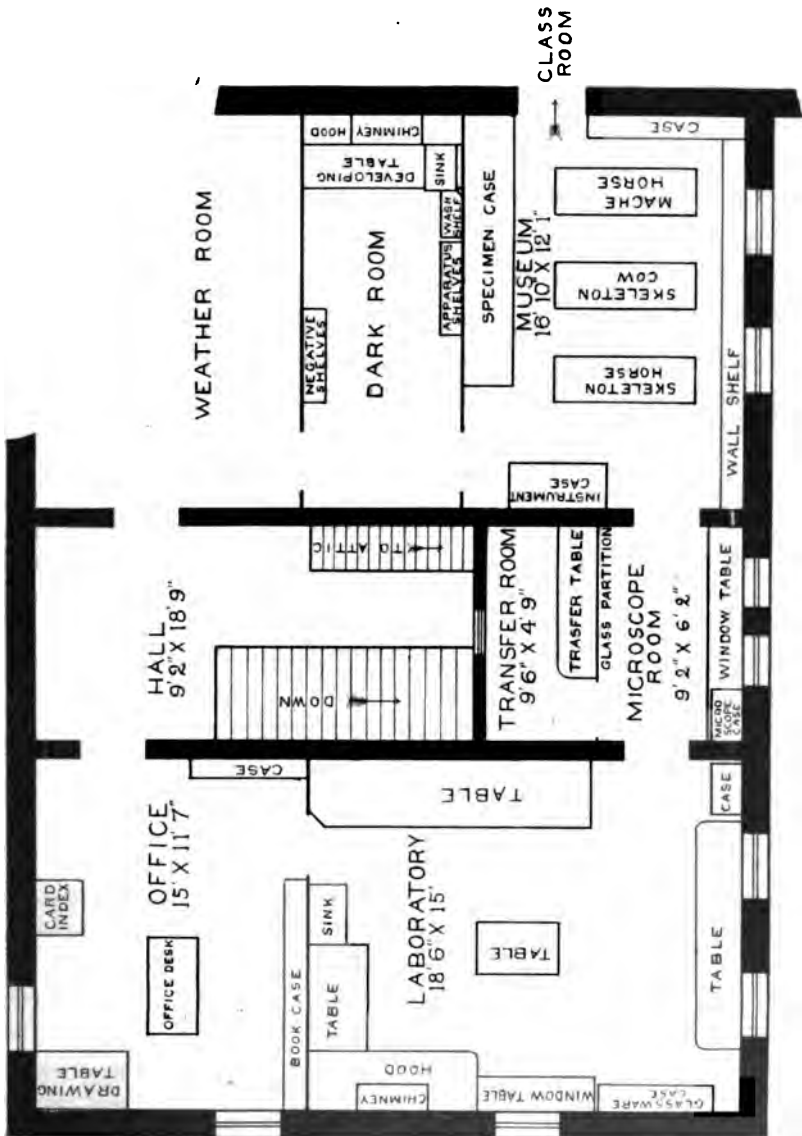 CLASS
ROOM
WEATHER ROOM
HOOD
CHIMNEY
DEVELOPING
TABLE
SINK
WASH
SHELF
APPARATUS
SHELVES
NEGATIVE
SHELVES
DARK ROOM
SPECIMEN CASE
MUSEUM
16' 10" X 12' 1"
CASE
MACHE
HORSE
SKELETON
COW
SKELETON
HORSE
WALL SHELF
INSTRUMENT
CASE
HALL
9'2" X 18'9"
TO ATTIC
DOWN
TRANSFER ROOM
9'6" X 4'9"
TRASFER TABLE
GLASS PARTITION
MICROSCOPE
ROOM
9' 2" X 6' 2"
WINDOW TABLE
MICRO
SCOPE
CASE
OFFICE
15' X 11' 7"
CASE
CARD
INDEX
OFFICE DESK
DRAWING
TABLE
BOOK CASE
TABLE
SINK
TABLE
LABORATORY
18' 6" X 15'
TABLE
HOOD
CHIMNEY
WINDOW TABLE
GLASSWARE
CASE
CASE
TABLE